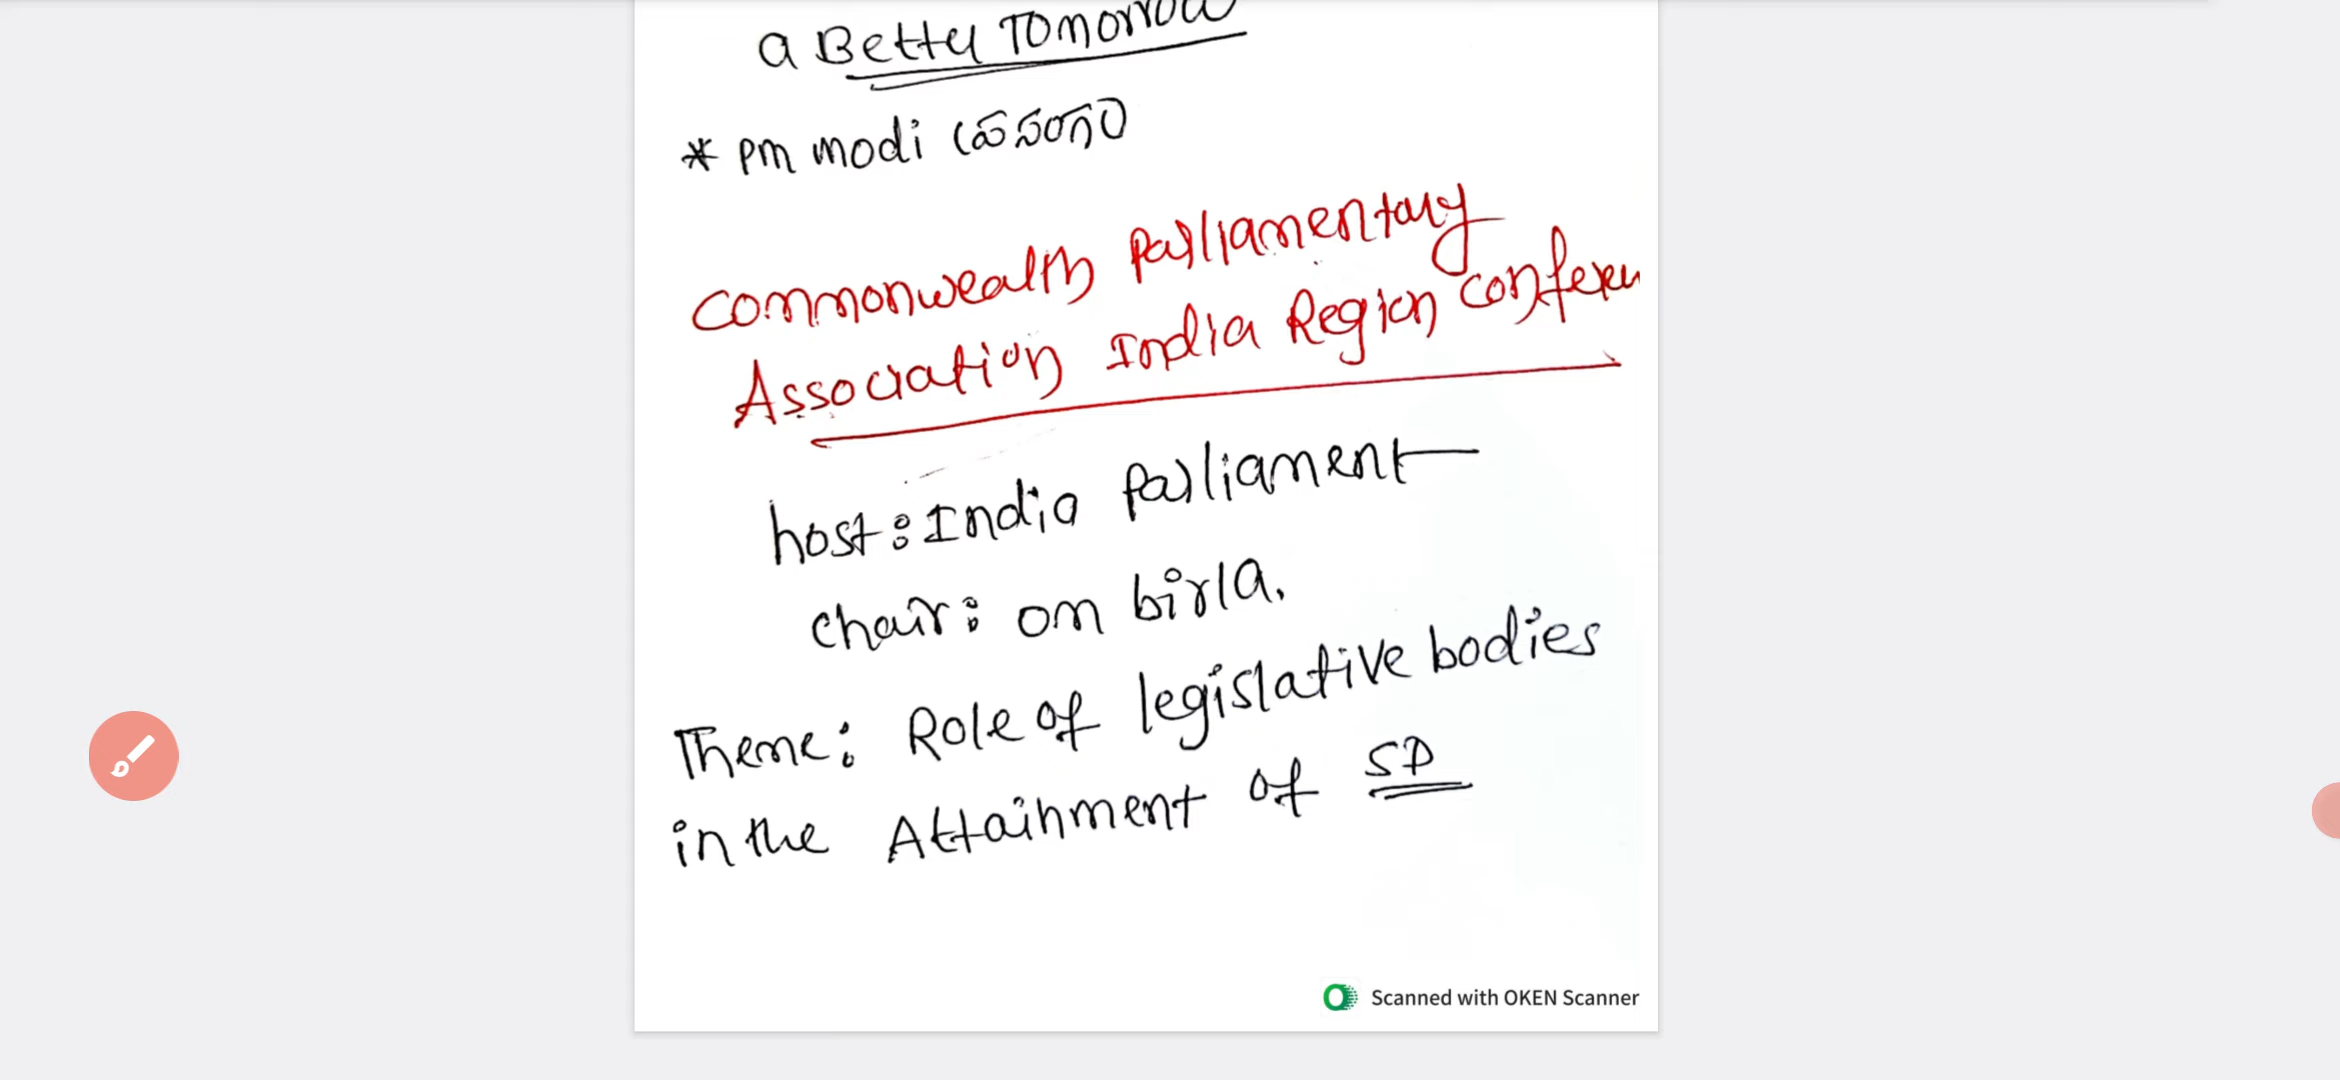 a Better Tomorrow
* pm modi ప్రసంగం
commonwealth Parliamentary
Association India Region conferen
host: India Parliament
chair: om birla.
Theme: Role of legislative bodies
in the Attainment of SD
Scanned with OKEN Scanner